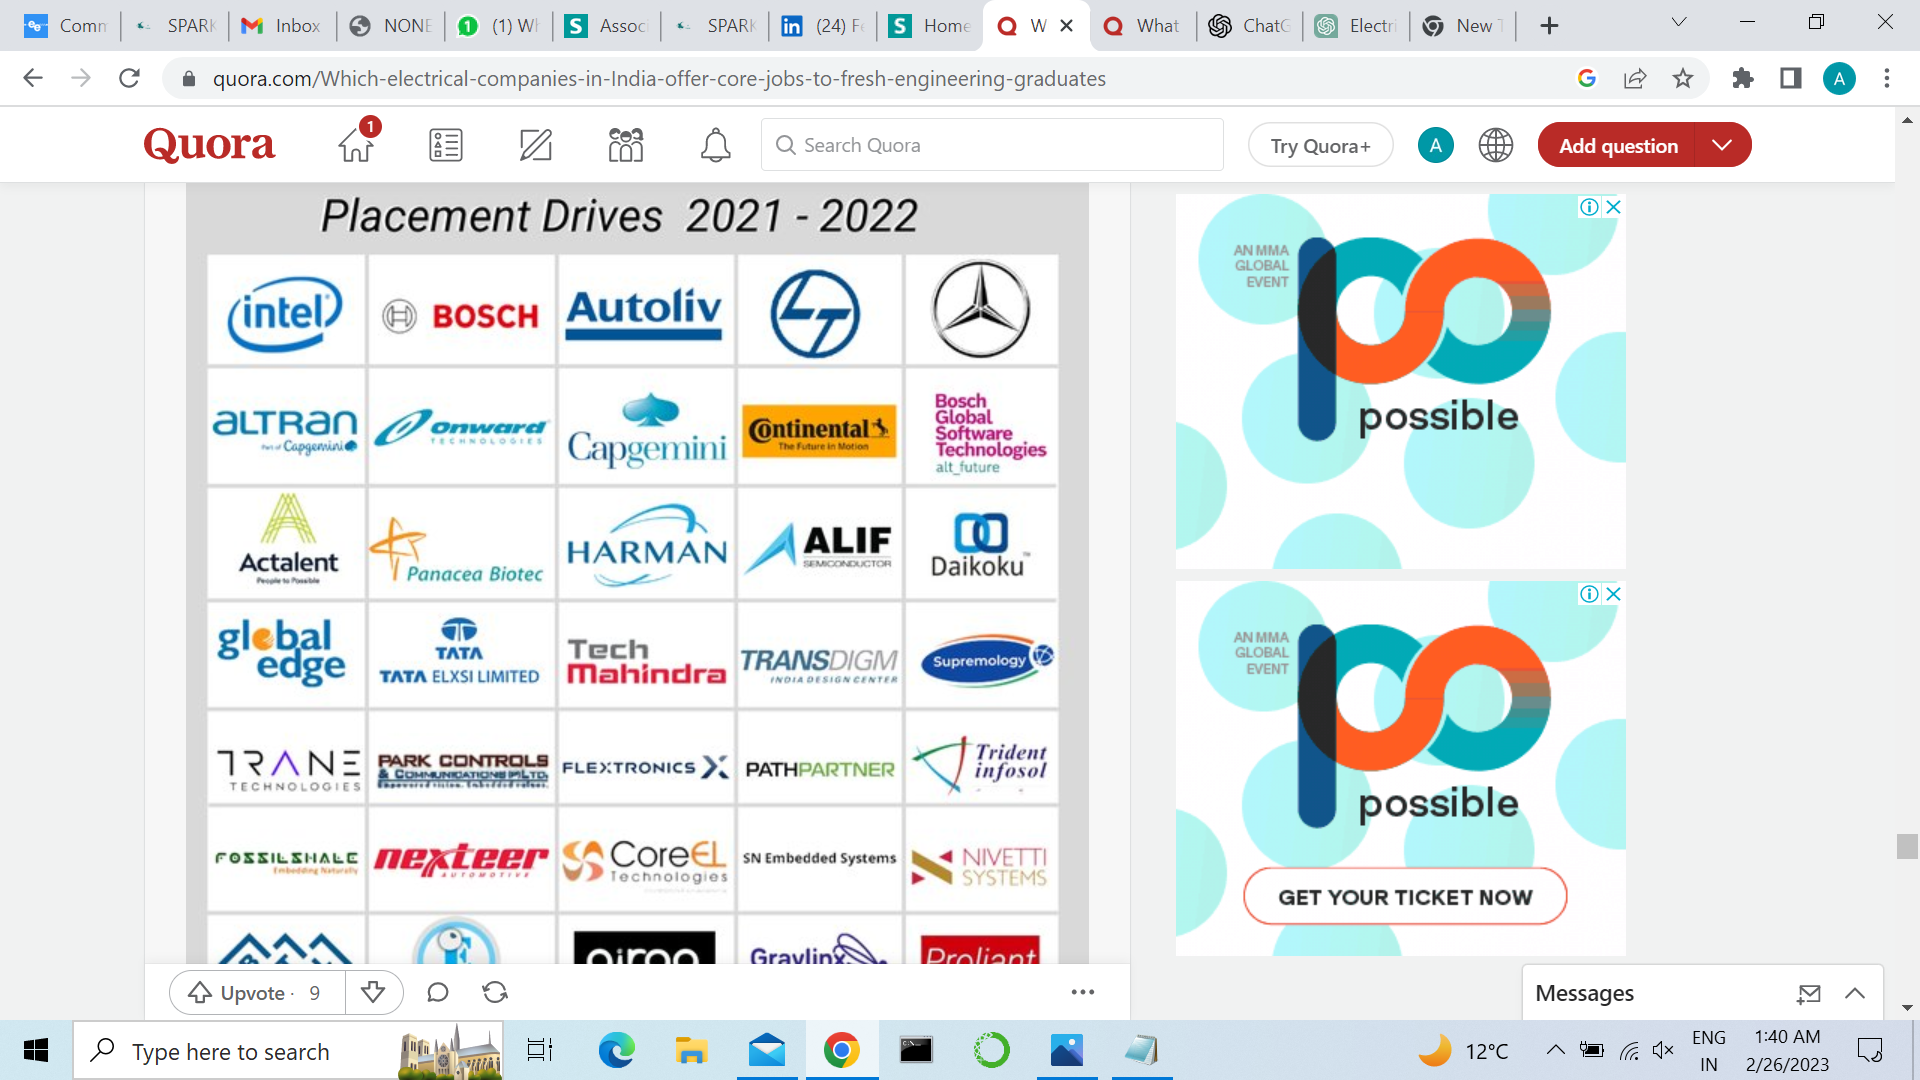 Comm
SPARK
Inbox
NONE
(1) Wh
Assoc
SPARK
(24) Fe
Home
W
What
ChatG
Electri
New T
quora.com/Which-electrical-companies-in-India-offer-core-jobs-to-fresh-engineering-graduates
A
Quora
1
Search Quora
Try Quora+
A
Add question
Placement Drives 2021 - 2022
intel
BOSCH
Autoliv
LT
ALTRAN
Part of Capgemini
Onward
TECHNOLOGIES
Capgemini
Continental
The Future in Motion
Bosch
Global
Software
Technologies
alt_future
Actalent
People to Possible
Panacea Biotec
HARMAN
ALIF
SEMICONDUCTOR
Daikoku
global
edge
TATA
TATA ELXSI LIMITED
Tech
Mahindra
TRANSDIGM
INDIA DESIGN CENTER
Supremology
TRANE
TECHNOLOGIES
PARK CONTROLS
& COMMUNICATIONS (P) LTD.
FLEXTRONICS
PATHPARTNER
Trident
infosol
FOSSILSHALE
Embedding Naturally
nexteer
AUTOMOTIVE
CoreEL
Technologies
SN Embedded Systems
NIVETTI
SYSTEMS
Graylinx
Proliant
Upvote · 9
AN MMA
GLOBAL
EVENT
possible
AN MMA
GLOBAL
EVENT
possible
GET YOUR TICKET NOW
Messages
Type here to search
12°C
ENG
IN
1:40 AM
2/26/2023